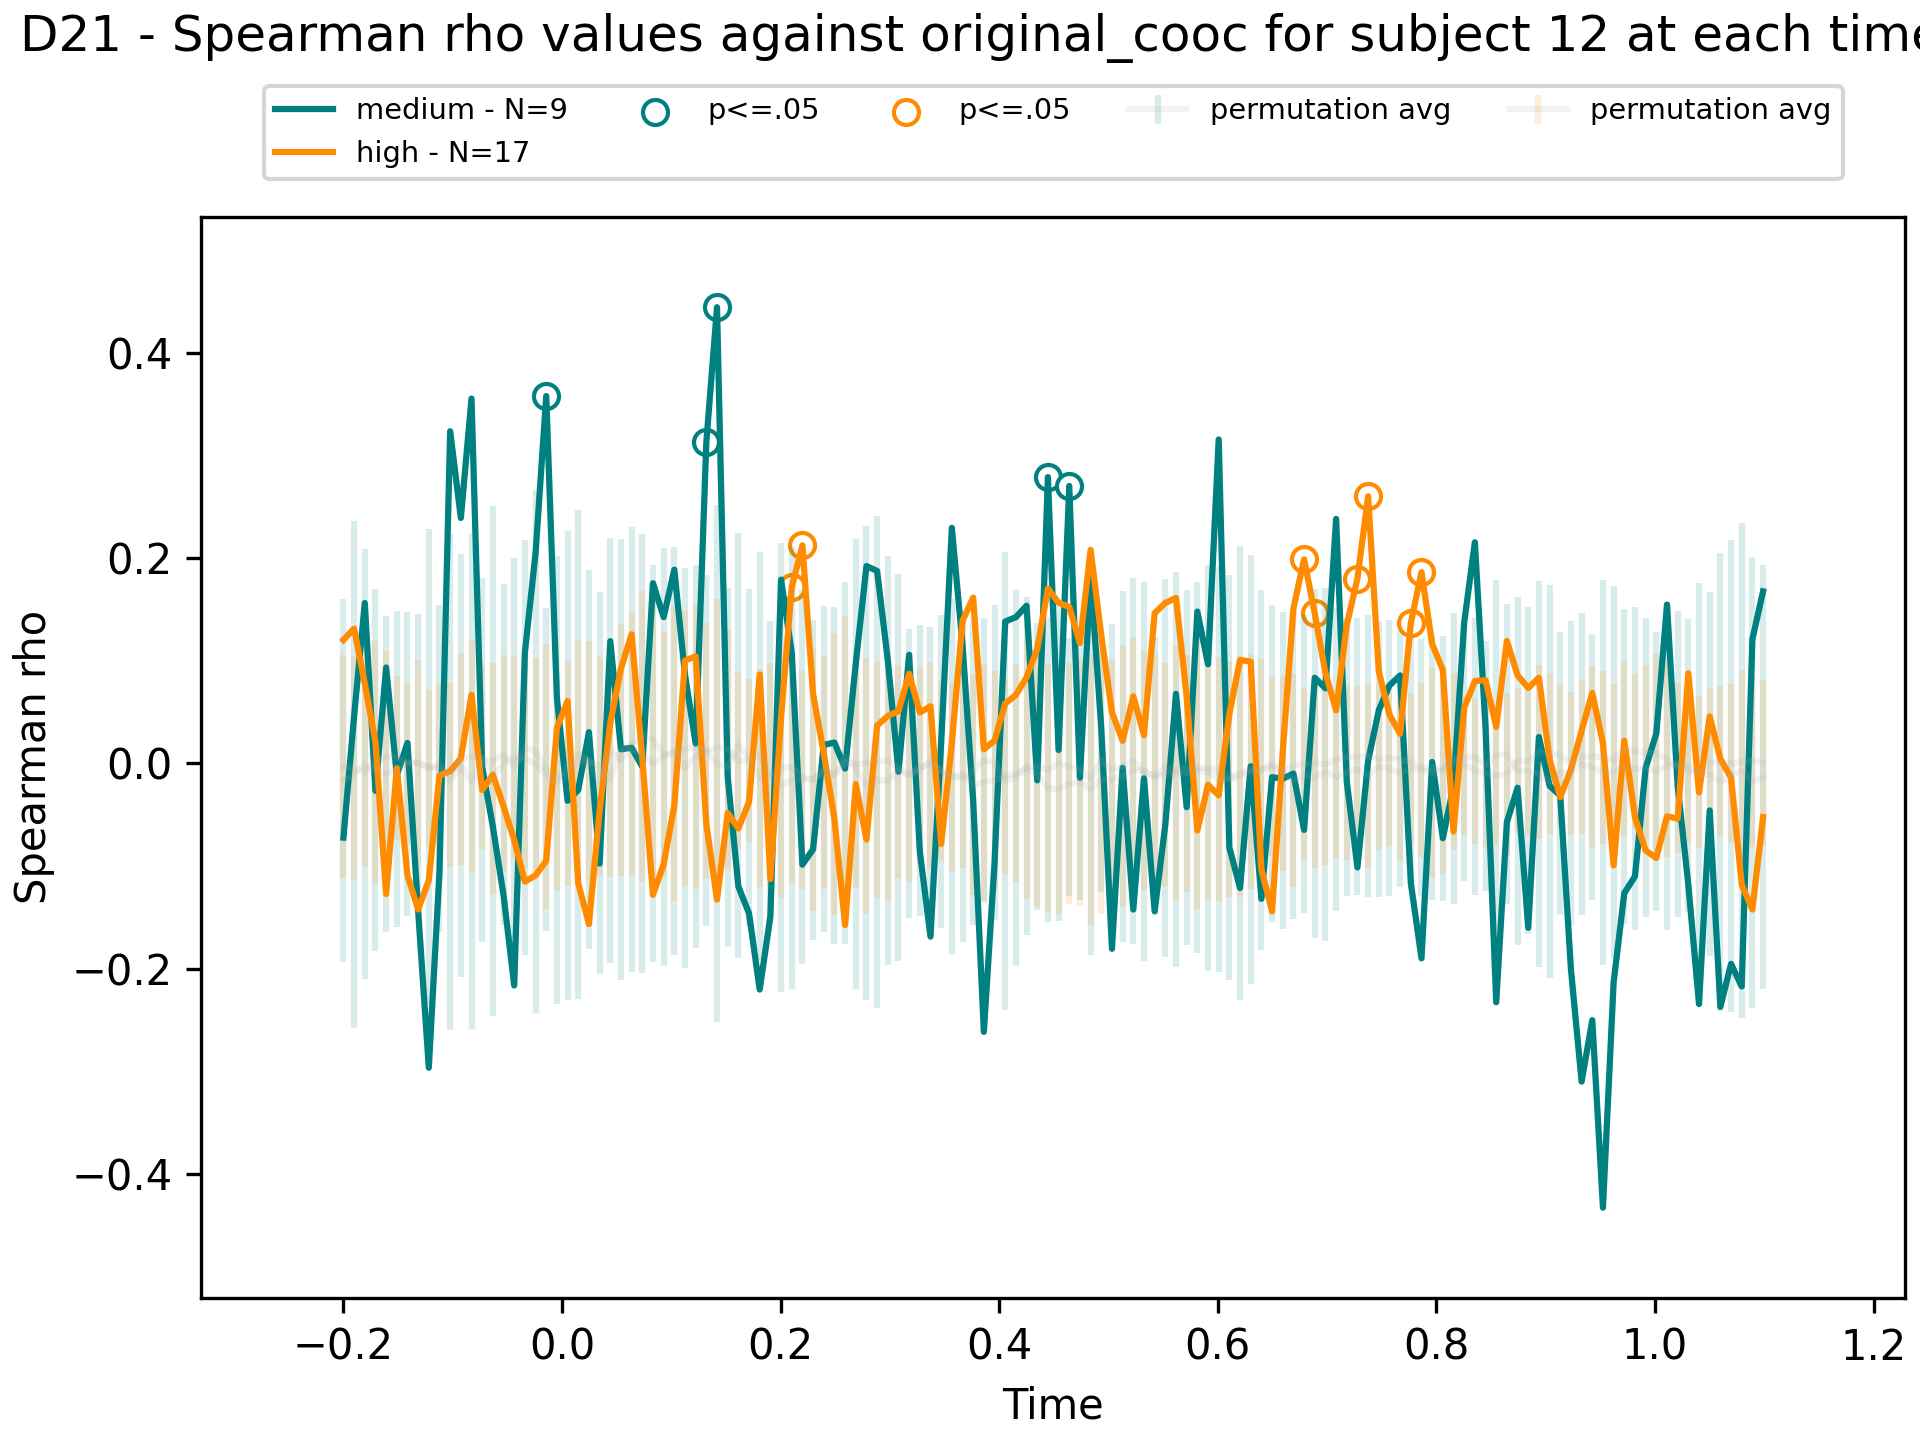 D21 - Spearman rho values against original_cooc for subject 12 at each time
medium - N=9
high - N=17
p<=.05
p<=.05
permutation avg
permutation avg
Spearman rho
0.4
0.2
0.0
−0.2
−0.4
−0.2 0.0 0.2 0.4 0.6 0.8 1.0 1.2
Time